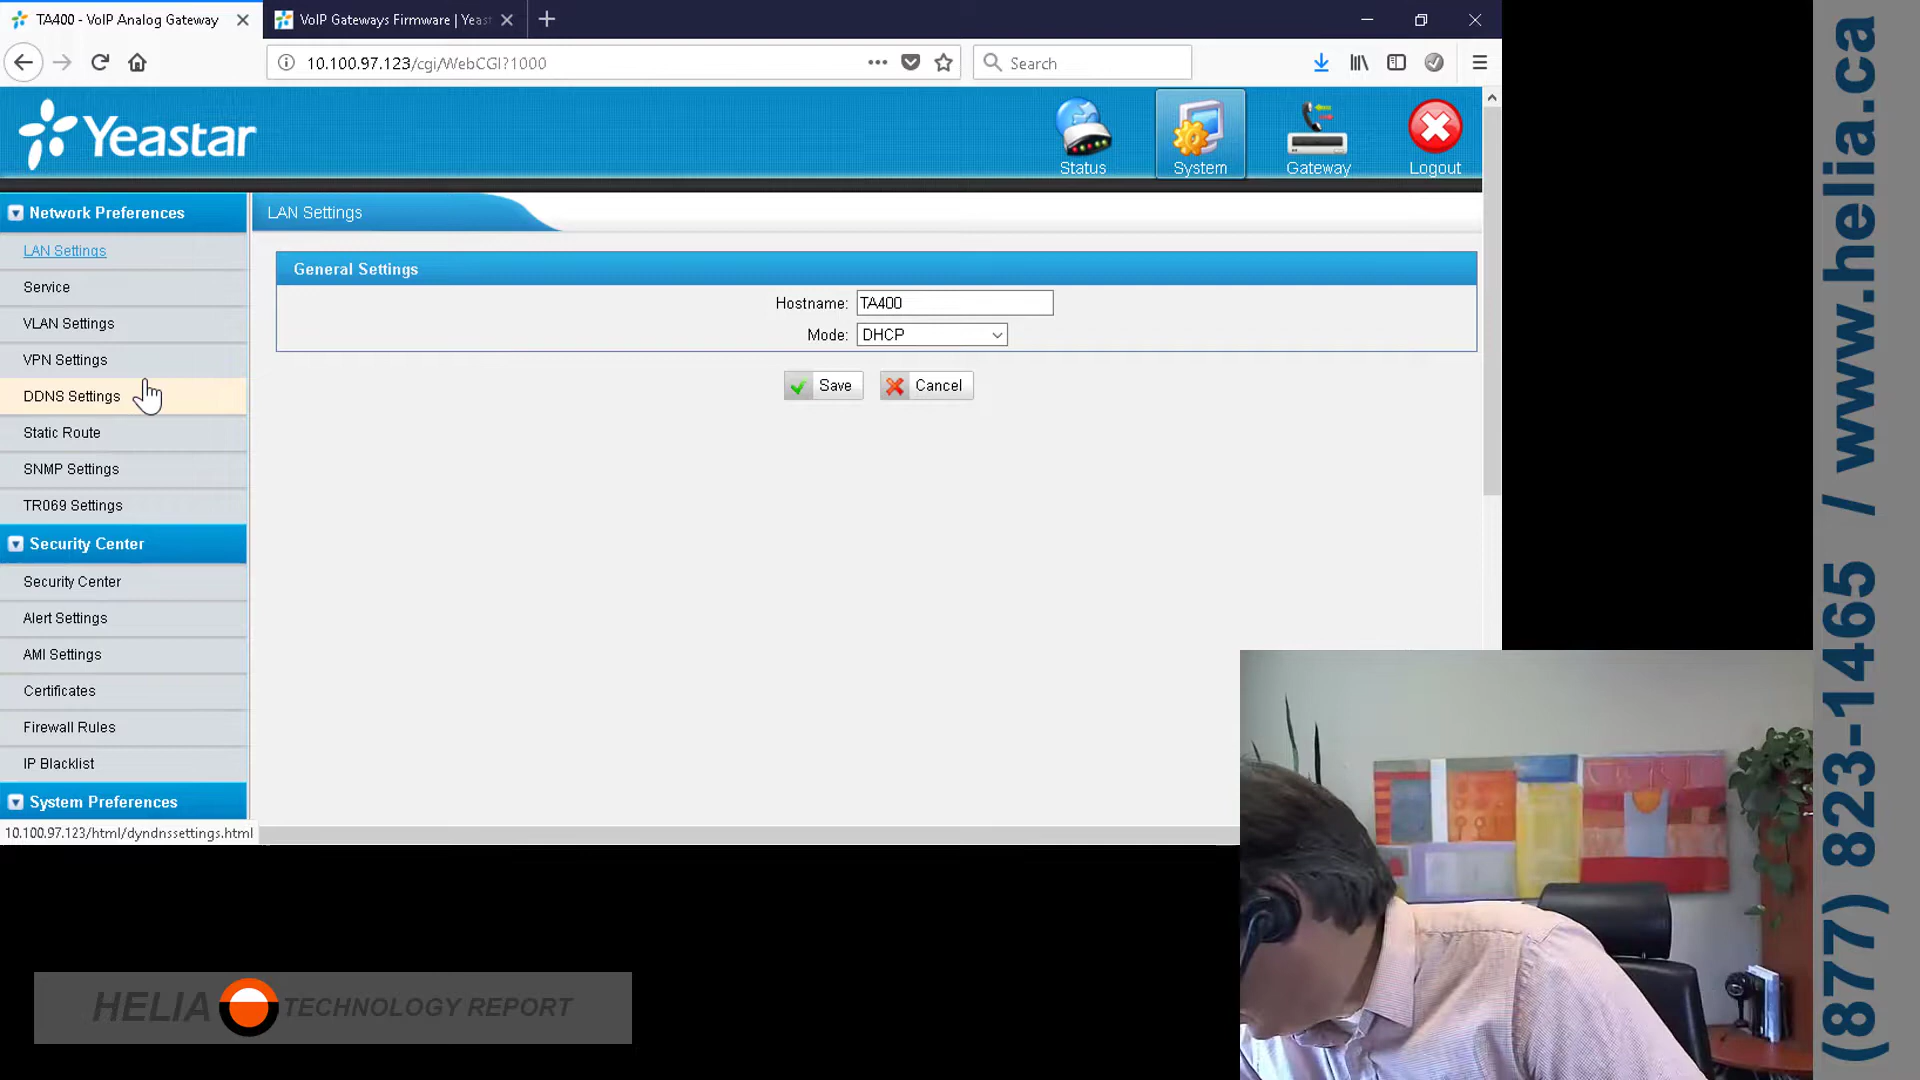 TA400 - VoIP Analog Gateway
VoIP Gateways Firmware | Yeas
10.100.97.123/cgi/WebCGI?1000
Search
Yeastar
Status
System
Gateway
Logout
Network Preferences
LAN Settings
Service
VLAN Settings
VPN Settings
DDNS Settings
Static Route
SNMP Settings
TR069 Settings
Security Center
Security Center
Alert Settings
AMI Settings
Certificates
Firewall Rules
IP Blacklist
System Preferences
10.100.97.123/html/dyndnssettings.html
LAN Settings
General Settings
Hostname: TA400
Mode: DHCP
Save
Cancel
HELIA TECHNOLOGY REPORT
(877) 823-1465 / www.helia.ca